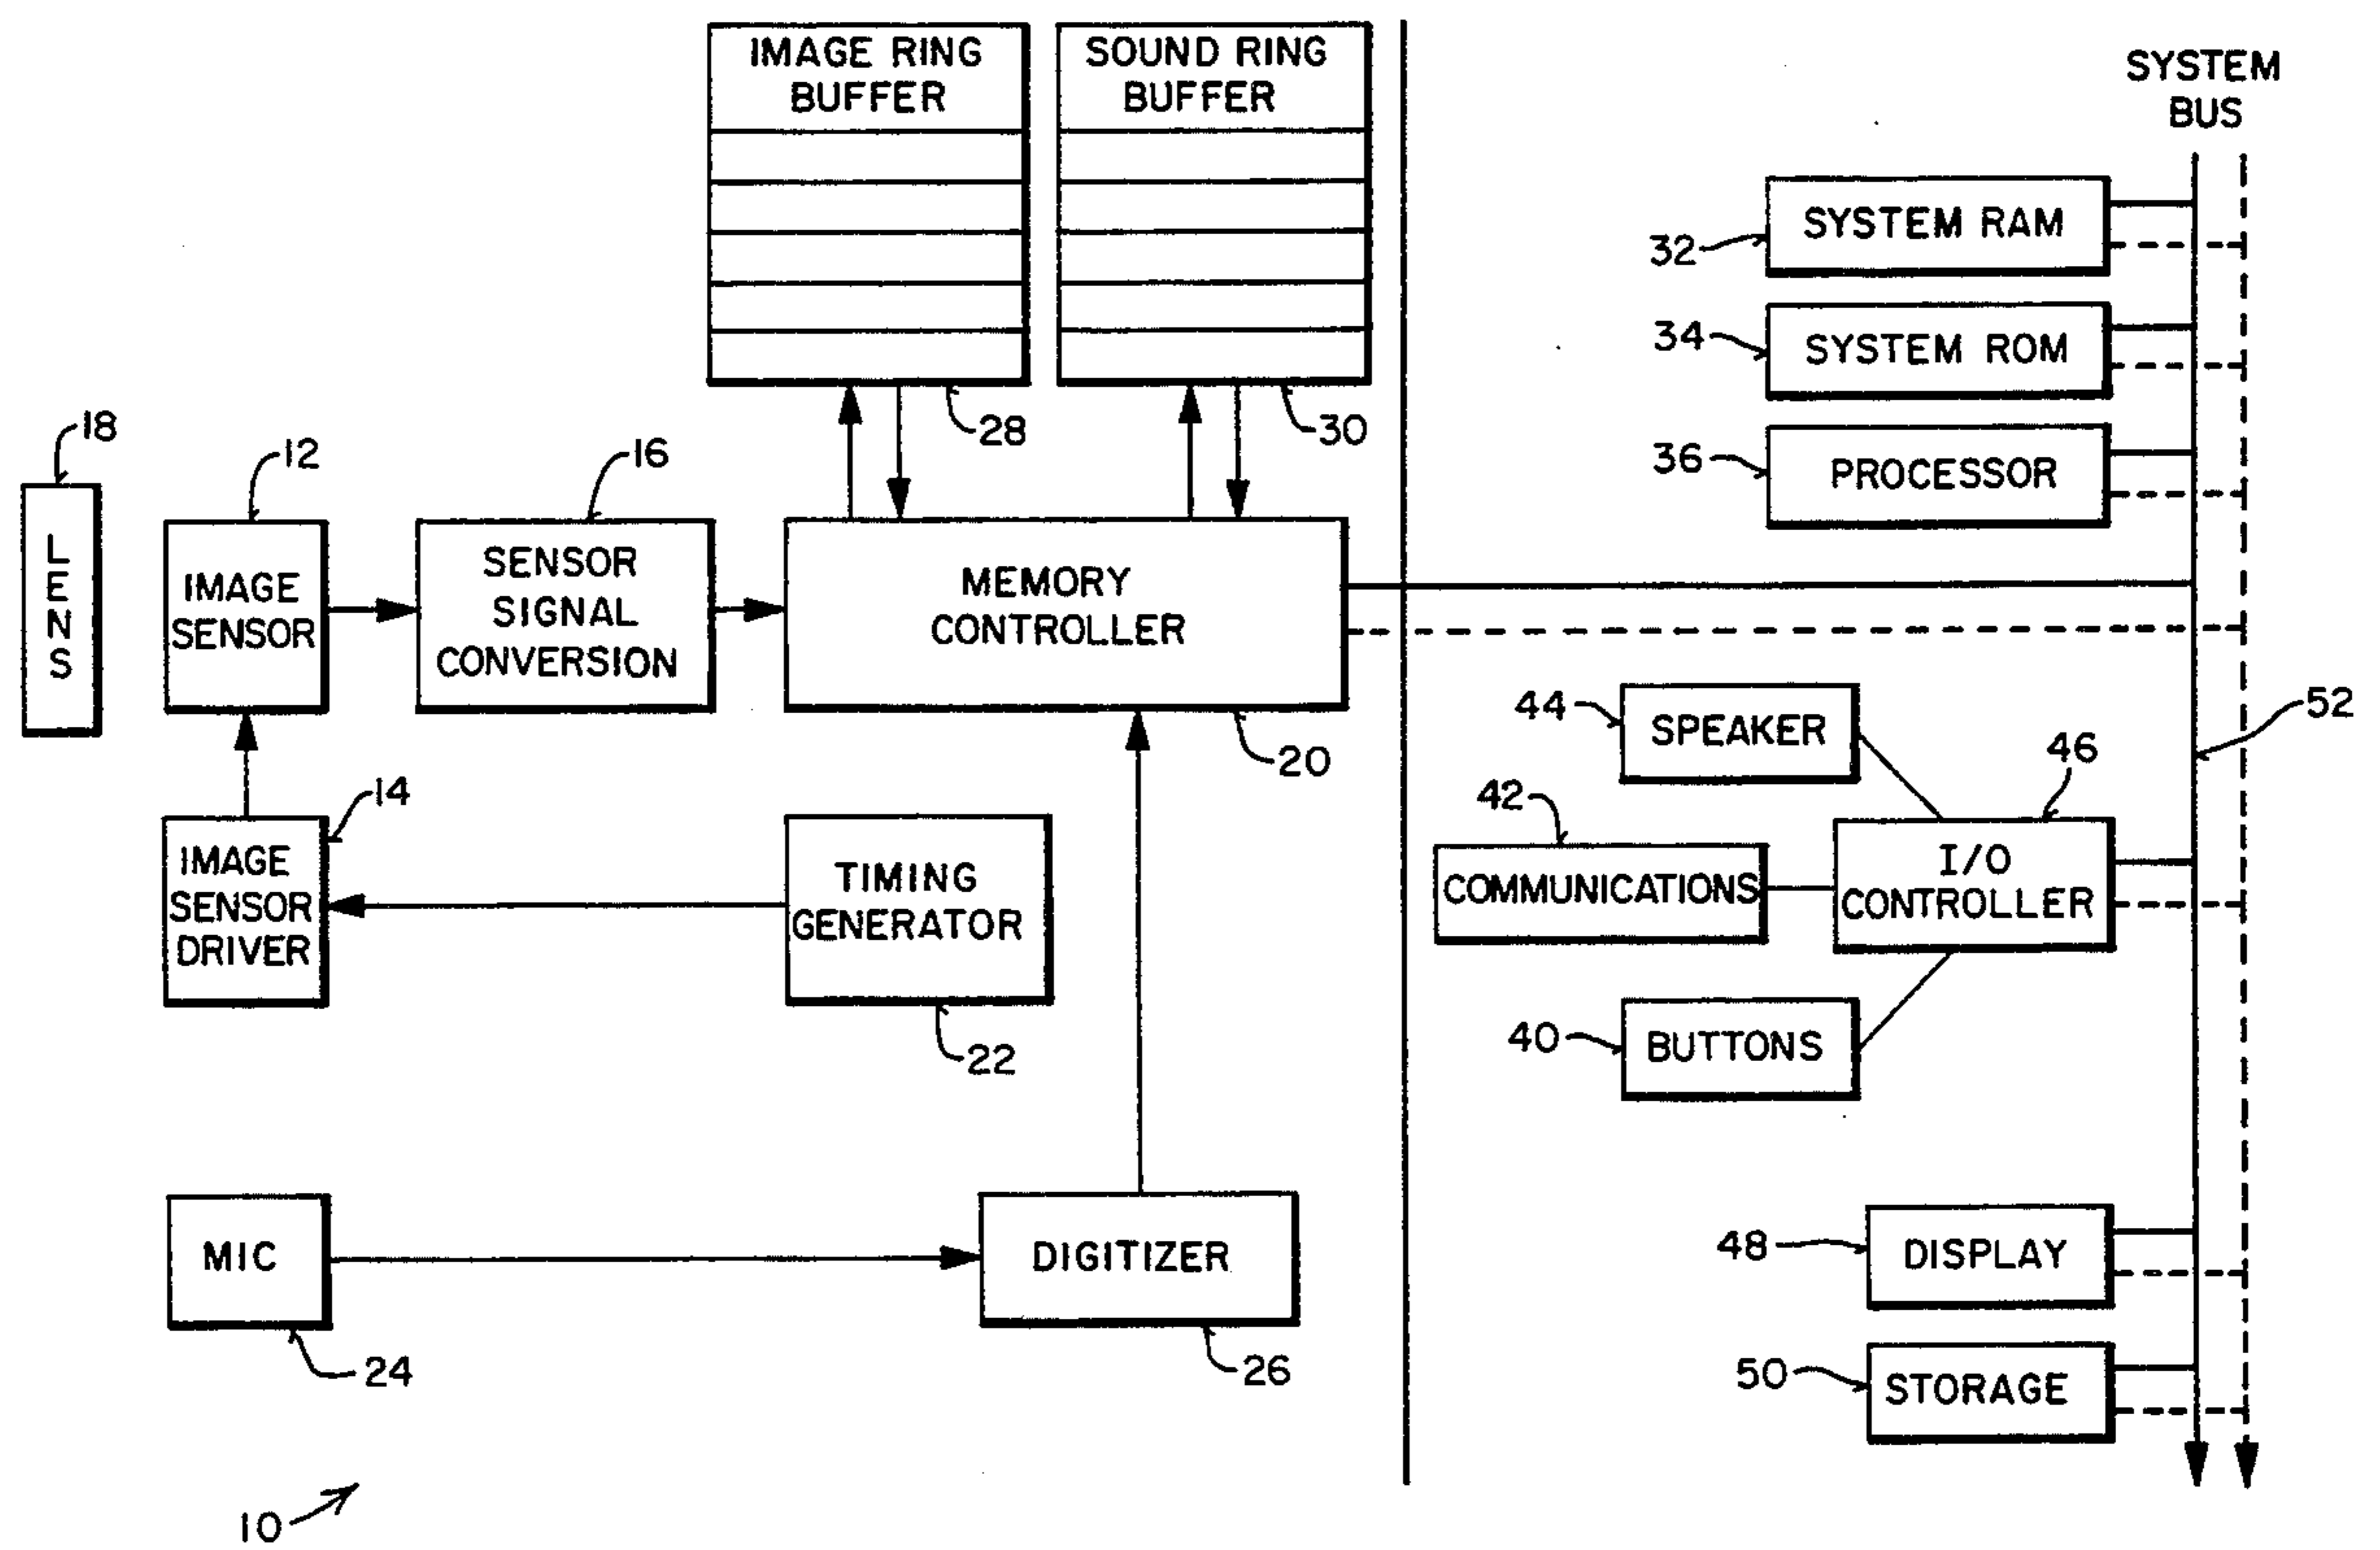 IMAGE RING
BUFFER
SOUND RING
BUFFER
SYSTEM
BUS
SYSTEM RAM
32
SYSTEM ROM
34
PROCESSOR
36
28
30
18
LENS
12
IMAGE
SENSOR
16
SENSOR
SIGNAL
CONVERSION
MEMORY
CONTROLLER
20
44
SPEAKER
52
46
42
COMMUNICATIONS
I/O
CONTROLLER
14
IMAGE
SENSOR
DRIVER
TIMING
GENERATOR
22
40
BUTTONS
MIC
24
DIGITIZER
26
48
DISPLAY
50
STORAGE
10